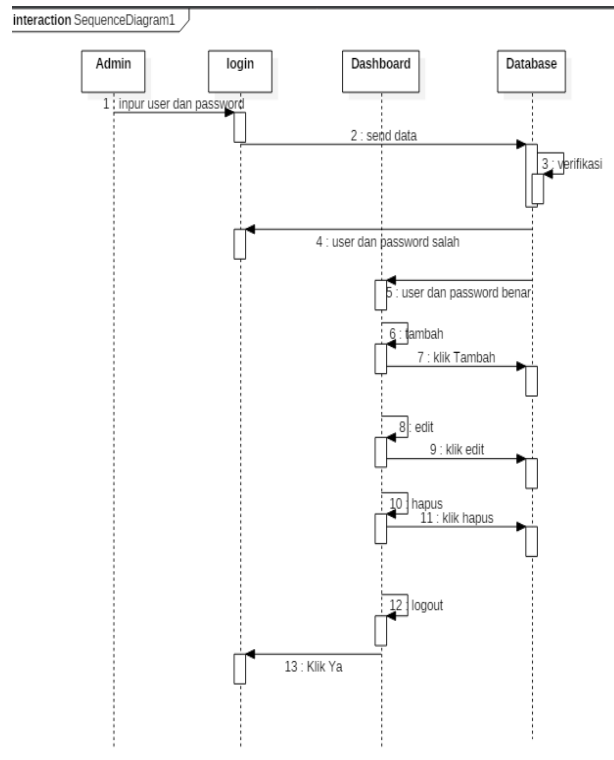 interaction SequenceDiagram1
Admin
login
Dashboard
Database
1 : inpur user dan password
2 : send data
3 : verifikasi
4 : user dan password salah
5 : user dan password benar
6 : tambah
7 : klik Tambah
8 : edit
9 : klik edit
10 : hapus
11 : klik hapus
12 : logout
13 : Klik Ya